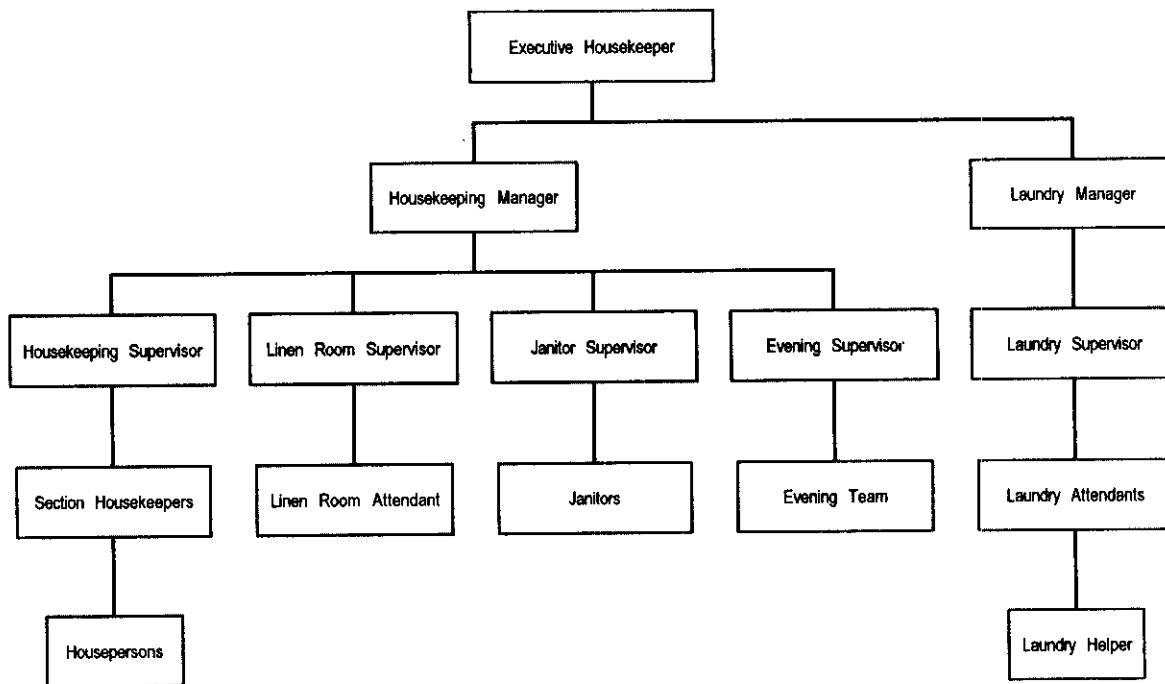 Executive Housekeeper
Housekeeping Manager
Laundry Manager
Housekeeping Supervisor
Linen Room Supervisor
Janitor Supervisor
Evening Supervisor
Laundry Supervisor
Section Housekeepers
Linen Room Attendant
Janitors
Evening Team
Laundry Attendants
Housepersons
Laundry Helper